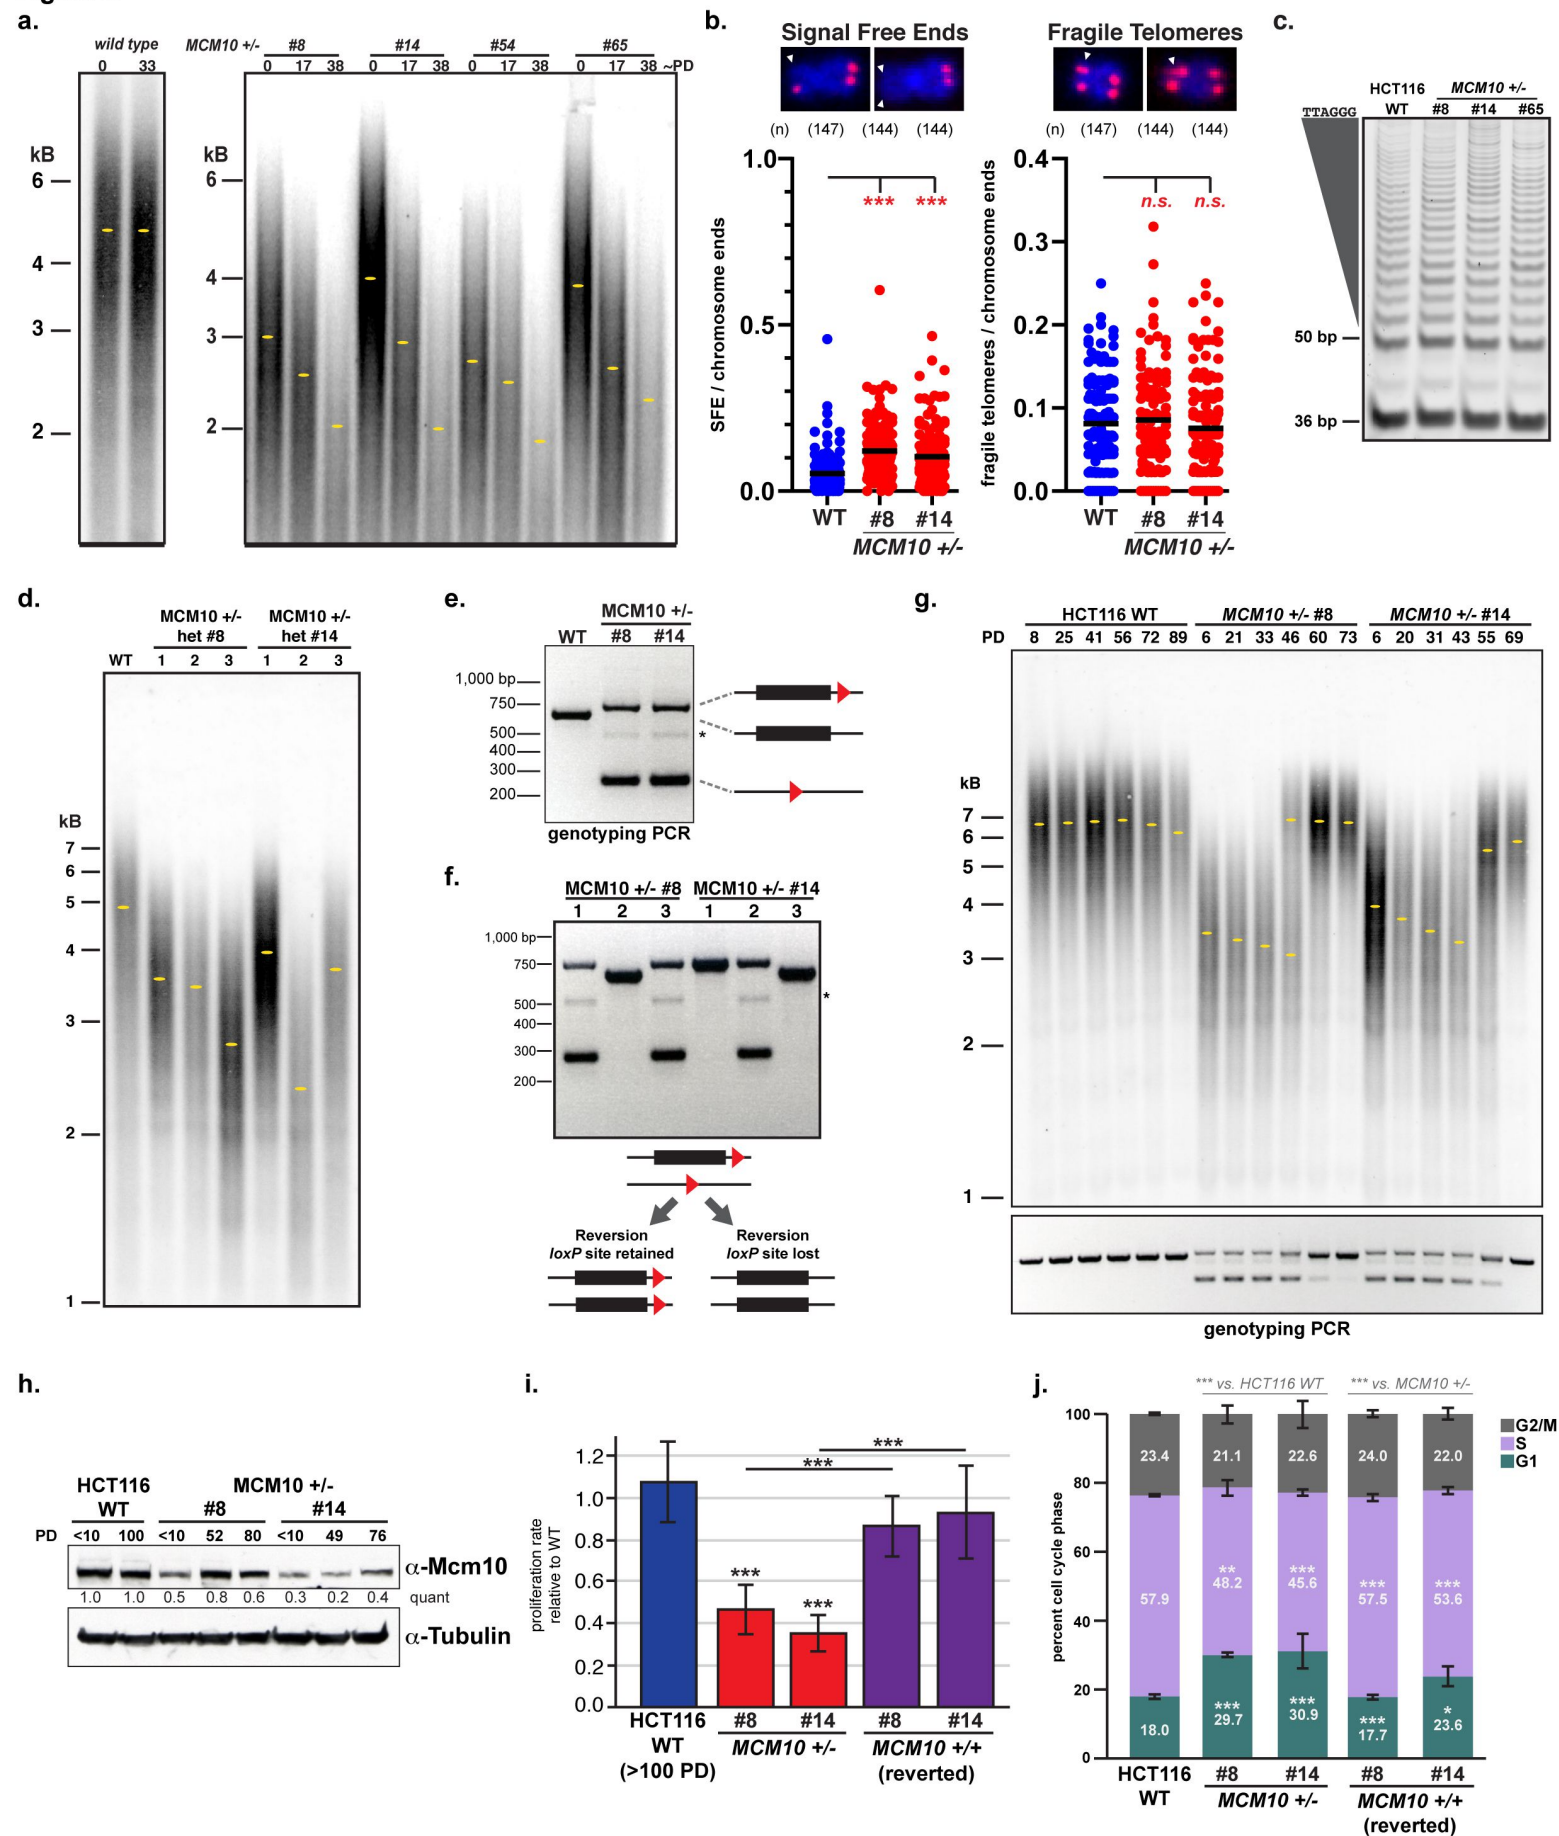 a.
wild type
0 33
MCM10 +/-
#8 #14 #54 #65
0 17 38 0 17 38 0 17 38 0 17 38 ~PD
kB
6
4
3
2
kB
6
4
3
2
b.
Signal Free Ends
(n) (147) (144) (144)
1.0
0.5
0.0
SFE / chromosome ends
*** ***
WT #8 #14
MCM10 +/-
Fragile Telomeres
(n) (147) (144) (144)
0.4
0.3
0.2
0.1
0.0
fragile telomeres / chromosome ends
n.s. n.s.
WT #8 #14
MCM10 +/-
c.
HCT116 MCM10 +/-
TTAGGG WT #8 #14 #65
50 bp
36 bp
d.
MCM10 +/- MCM10 +/-
het #8 het #14
WT 1 2 3 1 2 3
kB
7
6
5
4
3
2
1
e.
MCM10 +/-
WT #8 #14
1,000 bp
750
500
400
300
200
*
genotyping PCR
f.
MCM10 +/- #8 MCM10 +/- #14
1 2 3 1 2 3
1,000 bp
750
500
400
300
200
*
Reversion Reversion
loxP site retained loxP site lost
g.
HCT116 WT MCM10 +/- #8 MCM10 +/- #14
PD 8 25 41 56 72 89 6 21 33 46 60 73 6 20 31 43 55 69
kB
7
6
5
4
3
2
1
genotyping PCR
h.
HCT116 MCM10 +/-
WT #8 #14
PD <10 100 <10 52 80 <10 49 76
α-Mcm10
1.0 1.0 0.5 0.8 0.6 0.3 0.2 0.4 quant
α-Tubulin
i.
proliferation rate
relative to WT
1.2
1.0
0.8
0.6
0.4
0.2
0.0
***
***
***
***
HCT116 #8 #14 #8 #14
WT MCM10 +/- MCM10 +/+
(>100 PD) (reverted)
j.
*** vs. HCT116 WT *** vs. MCM10 +/-
percent cell cycle phase
100
80
60
40
20
0
23.4 21.1 22.6 24.0 22.0
** *** *** ***
57.9 48.2 45.6 57.5 53.6
*** *** *** *
18.0 29.7 30.9 17.7 23.6
G2/M
S
G1
HCT116 #8 #14 #8 #14
WT MCM10 +/- MCM10 +/+
(reverted)